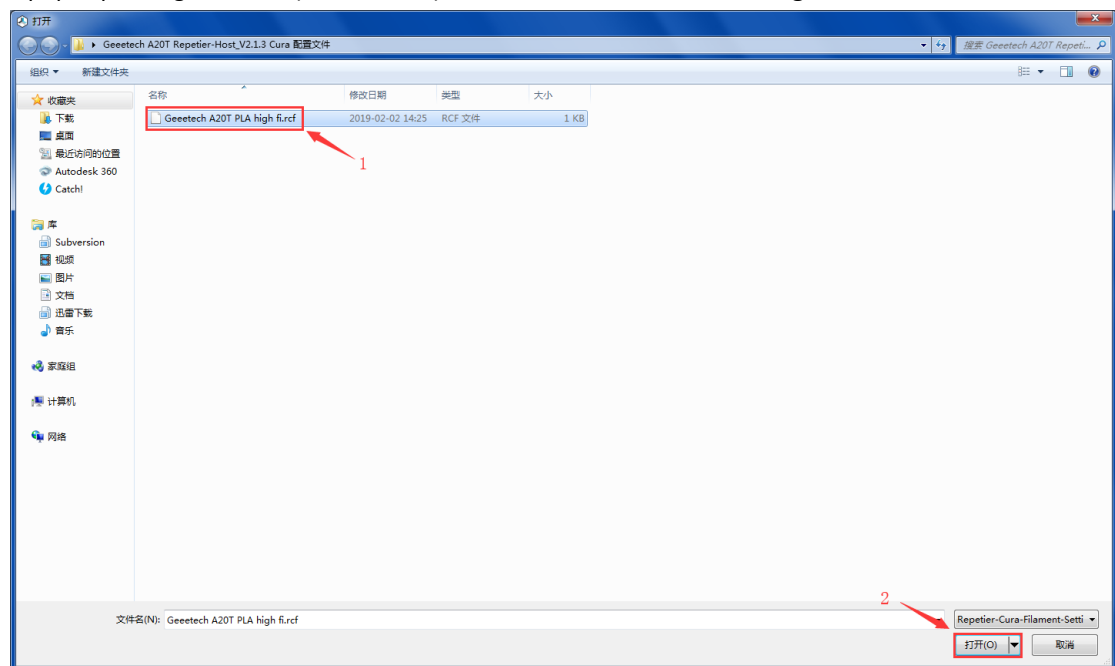 打开
Geeetech A20T Repetier-Host_V2.1.3 Cura 配置文件
搜索 Geeetech A20T Repeti...
组织
新建文件夹
名称
修改日期
类型
大小
Geeetech A20T PLA high fi.rcf
2019-02-02 14:25
RCF 文件
1 KB
1
收藏夹
下载
桌面
最近访问的位置
Autodesk 360
Catch!
库
Subversion
视频
图片
文档
迅雷下载
音乐
家庭组
计算机
网络
2
文件名(N):
Geeetech A20T PLA high fi.rcf
Repetier-Cura-Filament-Setti
打开(O)
取消